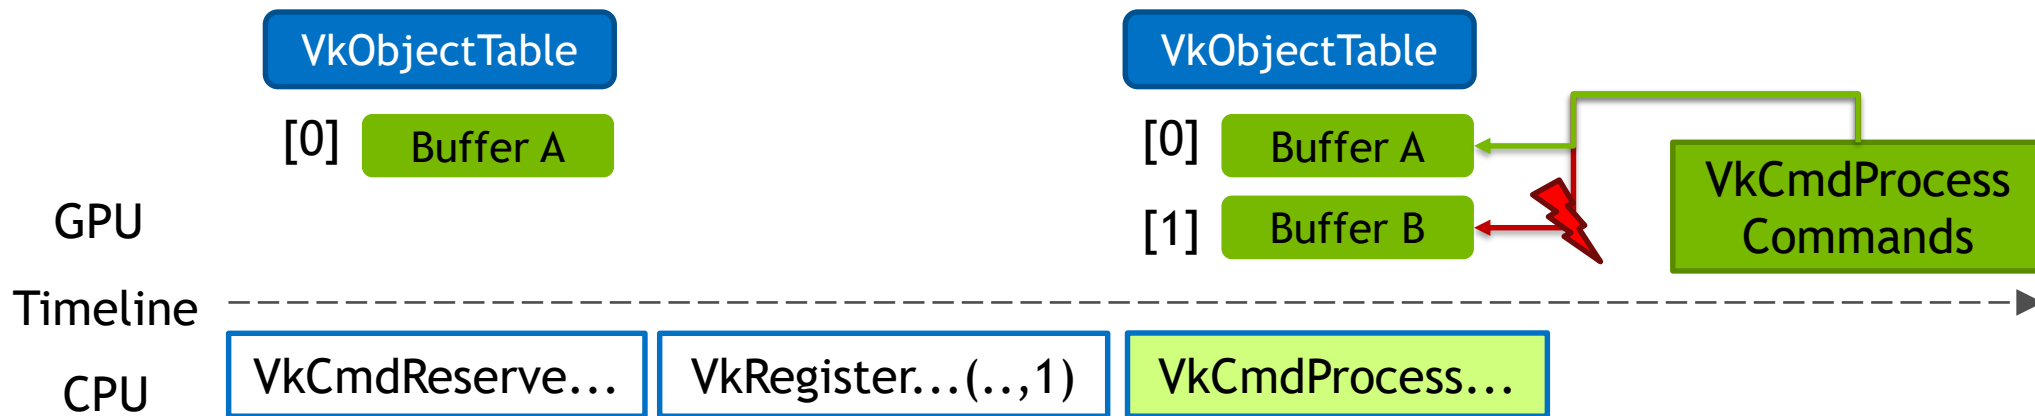 VkObjectTable
VkObjectTable
[0] Buffer A
[0] Buffer A
VkCmdProcess
Commands
GPU
[1] Buffer B
Timeline
CPU
VkCmdReserve...
VkRegister...(..,1)
VkCmdProcess...